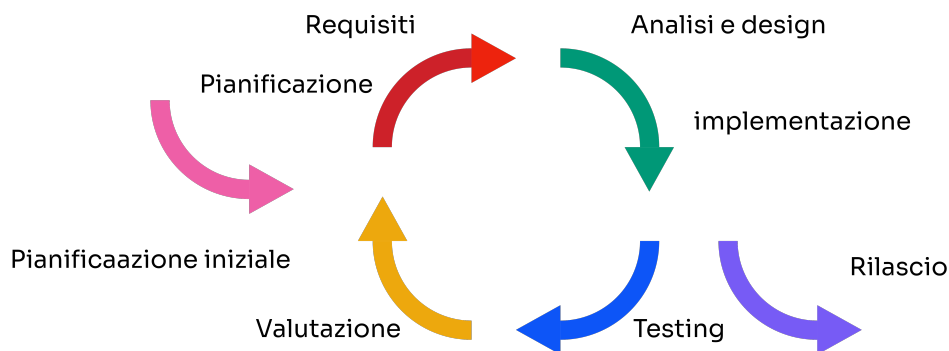 Requisiti
Analisi e design
Pianificazione
implementazione
Pianificaazione iniziale
Rilascio
Valutazione
Testing